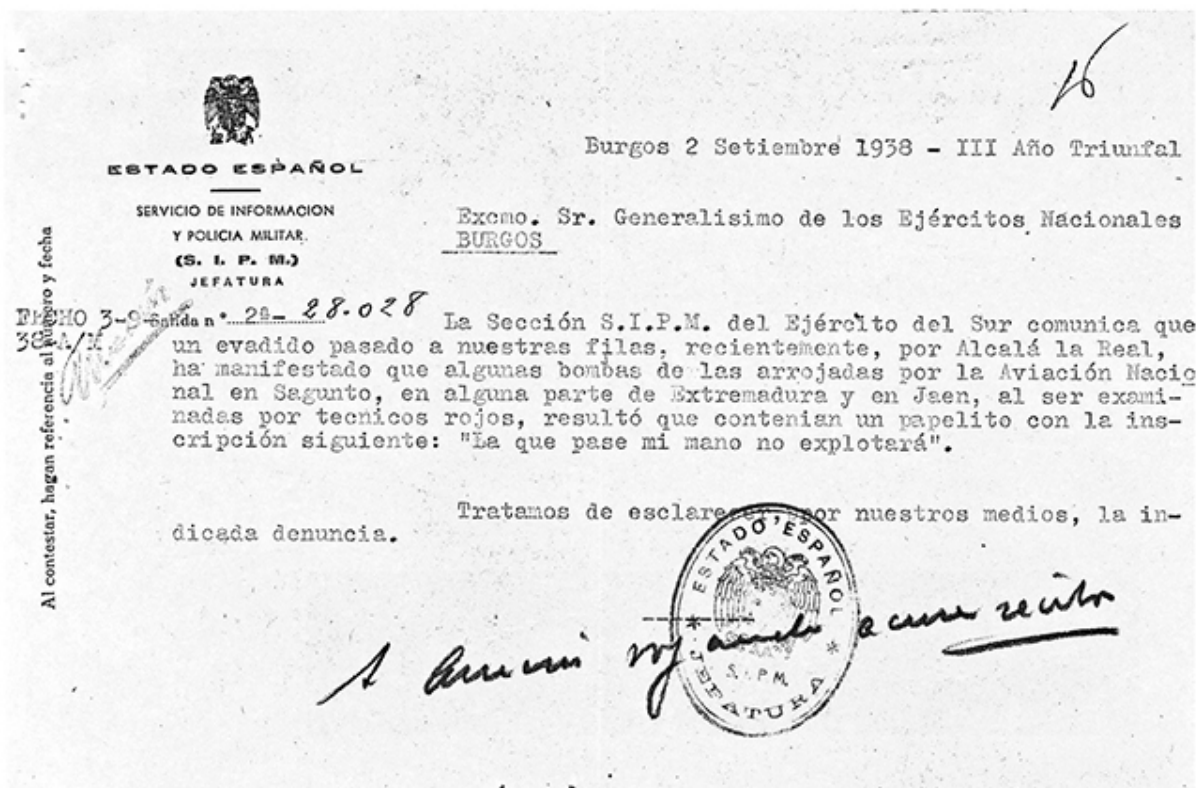 16
Burgos 2 Setiembre 1938 - III Año Triunfal
ESTADO ESPAÑOL
SERVICIO DE INFORMACION
Y POLICIA MILITAR.
(S. I. P. M.)
JEFATURA
Excmo. Sr. Generalisimo de los Ejércitos Nacionales
BURGOS
Al contestar, hagan referencia al número y fecha
3-9-
Salida n° 2ª- 28.028
La Sección S.I.P.M. del Ejército del Sur comunica que
un evadido pasado a nuestras filas, recientemente, por Alcalá la Real,
ha manifestado que algunas bombas de las arrojadas por la Aviación Nacio
nal en Sagunto, en alguna parte de Extremadura y en Jaen, al ser exami-
nadas por tecnicos rojos, resultó que contenian un papelito con la ins-
cripción siguiente: "La que pase mi mano no explotará".
Tratamos de esclarecer por nuestros medios, la in-
dicada denuncia.
ESTADO ESPAÑOL
S.I.P.M.
JEFATURA
acuse recibo